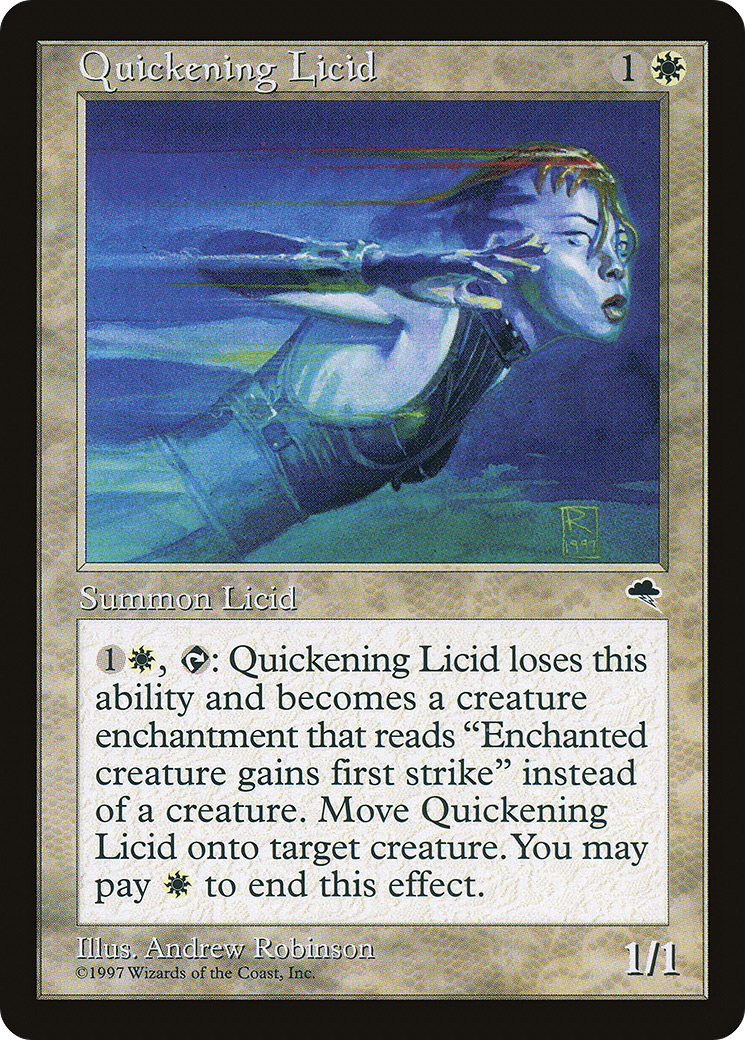 Quickening Licid 1
R
1997
Summon Licid
1, : Quickening Licid loses this
ability and becomes a creature
enchantment that reads “Enchanted
creature gains first strike” instead
of a creature. Move Quickening
Licid onto target creature. You may
pay to end this effect.
Illus. Andrew Robinson
©1997 Wizards of the Coast, Inc.
1/1